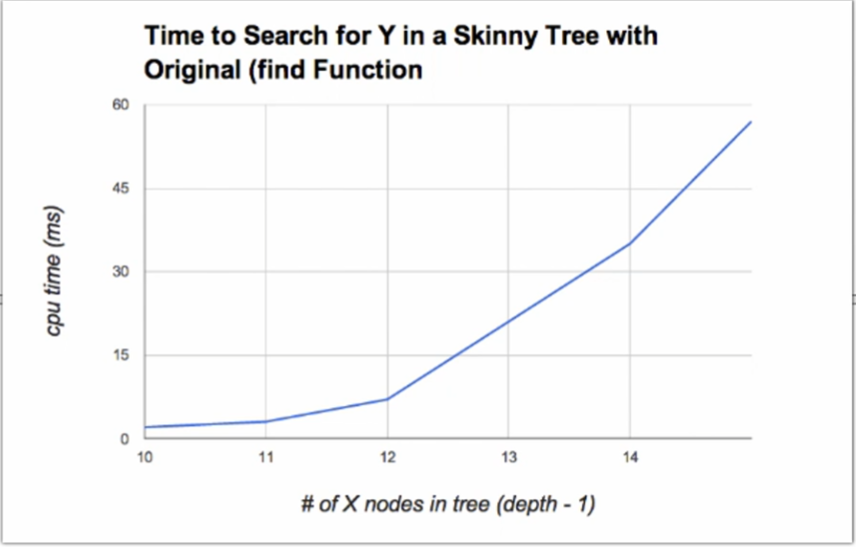 Time to Search for Y in a Skinny Tree with
Original (find Function
60
45
30
15
0
cpu time (ms)
10 11 12 13 14
# of X nodes in tree (depth - 1)